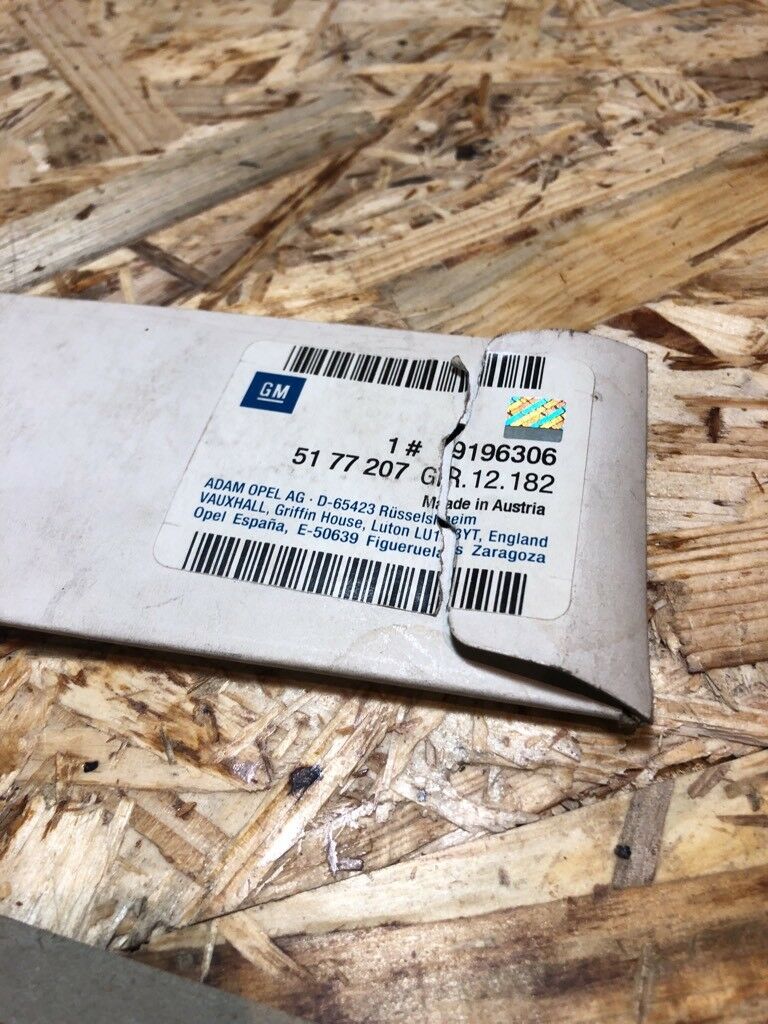 GM
1 # 9196306
51 77 207 GR. 12.182
Made in Austria
ADAM OPEL AG · D-65423 Rüsselsheim
VAUXHALL, Griffin House, Luton LU1 3YT, England
Opel España, E-50639 Figueruelas Zaragoza